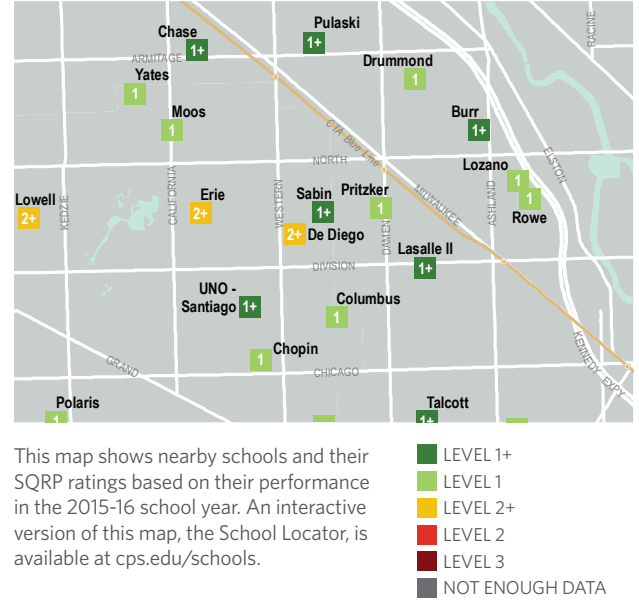 Pulaski
Chase
1+
1+
RACINE
ARMITAGE
Drummond
Yates
1
1
Moos
Burr
1
1+
CTA Blue Line
ELSTON
NORTH
Lozano
1
Lowell
2+
KEDZIE
CALIFORNIA
Erie
2+
WESTERN
Sabin
1+
Pritzker
1
DAMEN
MILWAUKEE
ASHLAND
1
Rowe
2+
De Diego
Lasalle II
1+
DIVISION
UNO -
Santiago
1+
Columbus
1
Chopin
1
GRAND
CHICAGO
KENNEDY EXPY
Polaris
1
Talcott
1+
This map shows nearby schools and their
SQRP ratings based on their performance
in the 2015-16 school year. An interactive
version of this map, the School Locator, is
available at cps.edu/schools.
LEVEL 1+
LEVEL 1
LEVEL 2+
LEVEL 2
LEVEL 3
NOT ENOUGH DATA